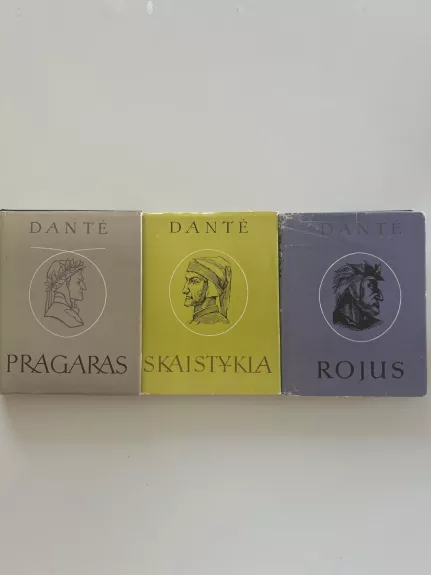 DANTĖ
PRAGARAS
DANTĖ
SKAISTYKLA
DANTĖ
ROJUS